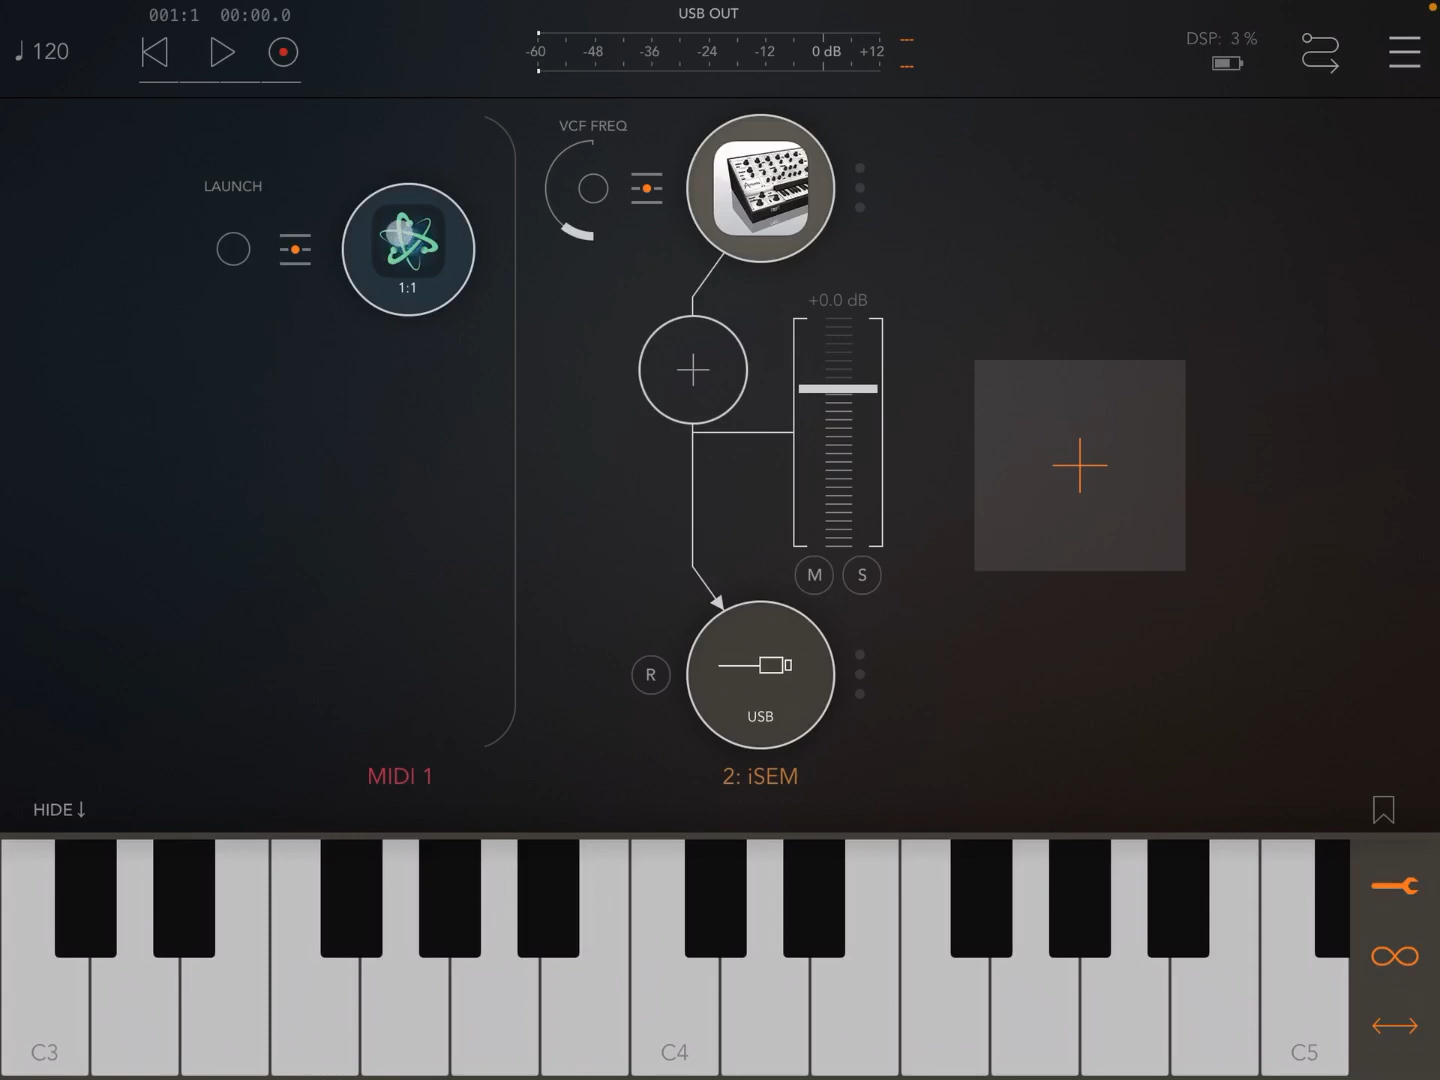 001:1 00:00.0
USB OUT
120
-60 -48 -36 -24 -12 0 dB +12
---
---
DSP: 3 %
VCF FREQ
LAUNCH
1:1
+0.0 dB
M S
R
USB
MIDI 1
2: iSEM
HIDE↓
C3 C4 C5